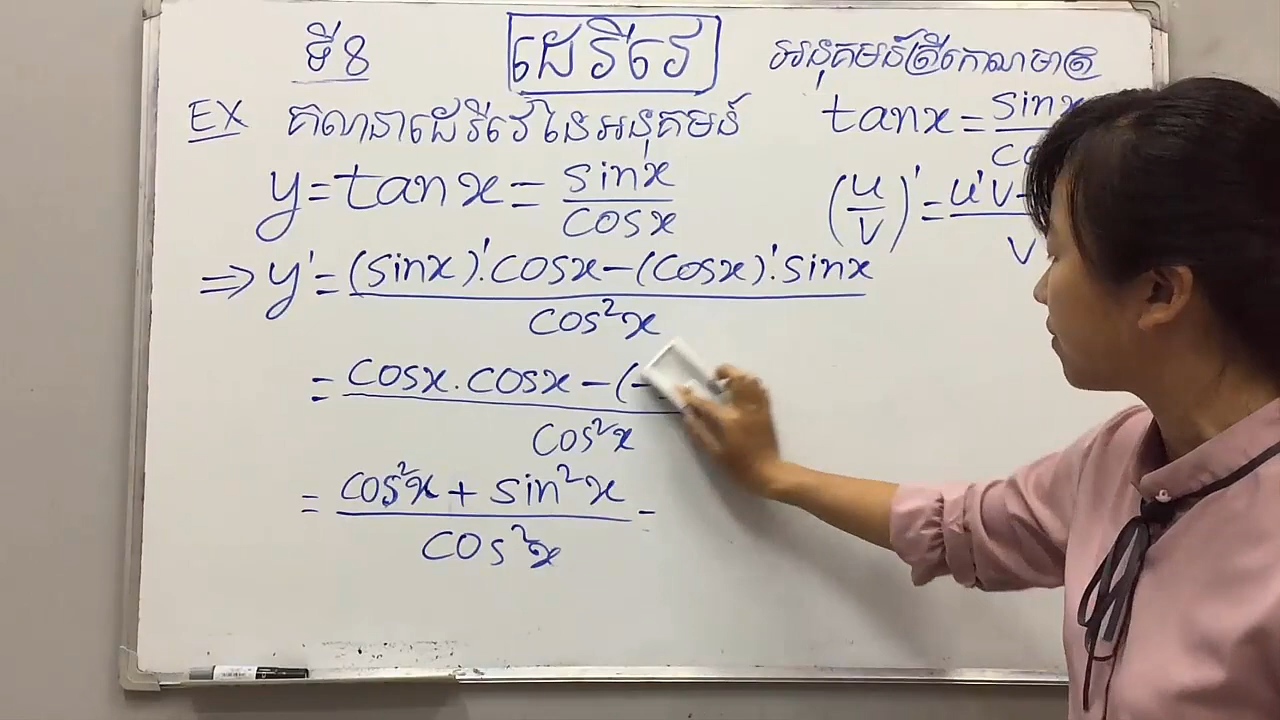 ទី8
ដេរីវេ
អនុគមន៍ត្រីកោណមាត្រ
EX គណនាដេរីវេនៃអនុគមន៍
tanx = sinx
y = tanx = sinx/cosx
(u/v)' = u'v-
⇒ y' = (sinx)'.cosx - (cosx)'.sinx / cos²x
= cosx.cosx - (- / cos²x
= cos²x + sin²x / cos²x =